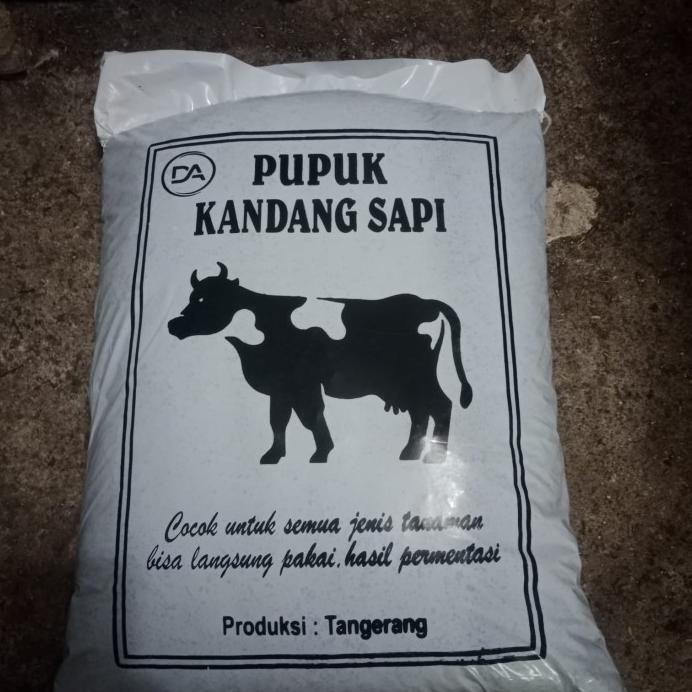 DA
PUPUK
KANDANG SAPI
Cocok untuk semua jenis tanaman
bisa langsung pakai, hasil permentasi
Produksi : Tangerang